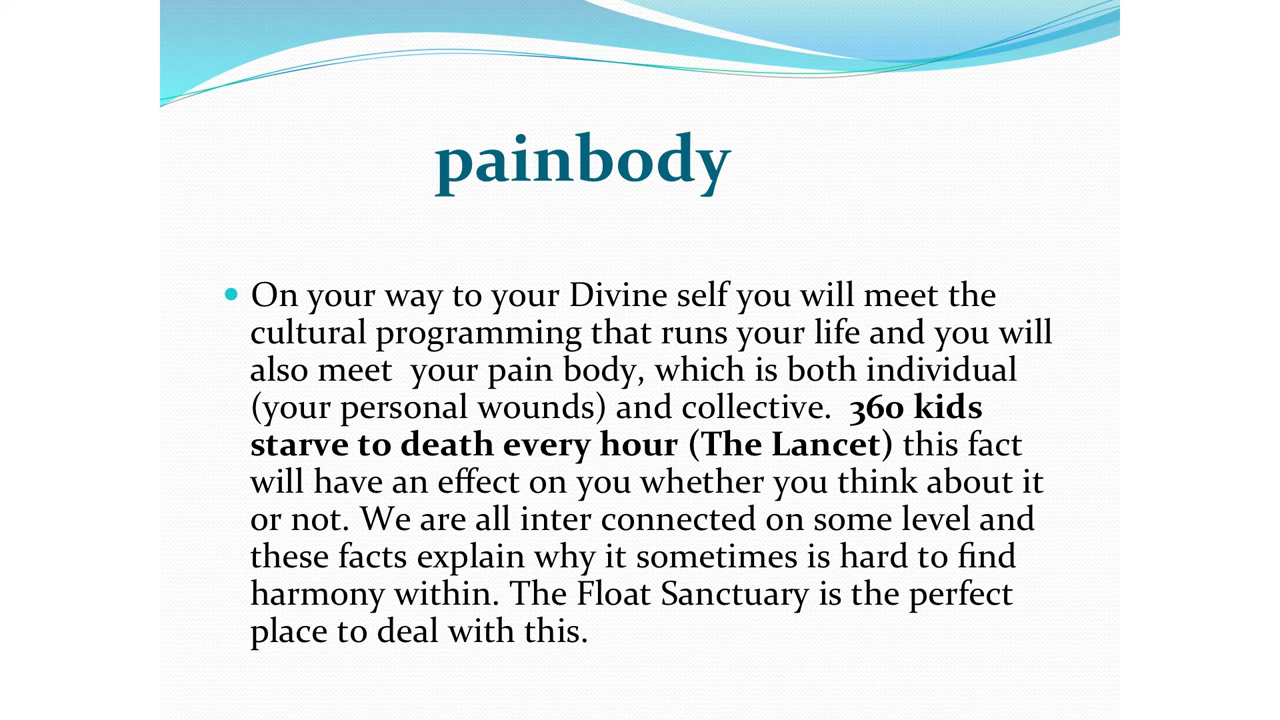 painbody
• On your way to your Divine self you will meet the
cultural programming that runs your life and you will
also meet  your pain body, which is both individual
(your personal wounds) and collective.  360 kids
starve to death every hour (The Lancet) this fact
will have an effect on you whether you think about it
or not. We are all inter connected on some level and
these facts explain why it sometimes is hard to find
harmony within. The Float Sanctuary is the perfect
place to deal with this.